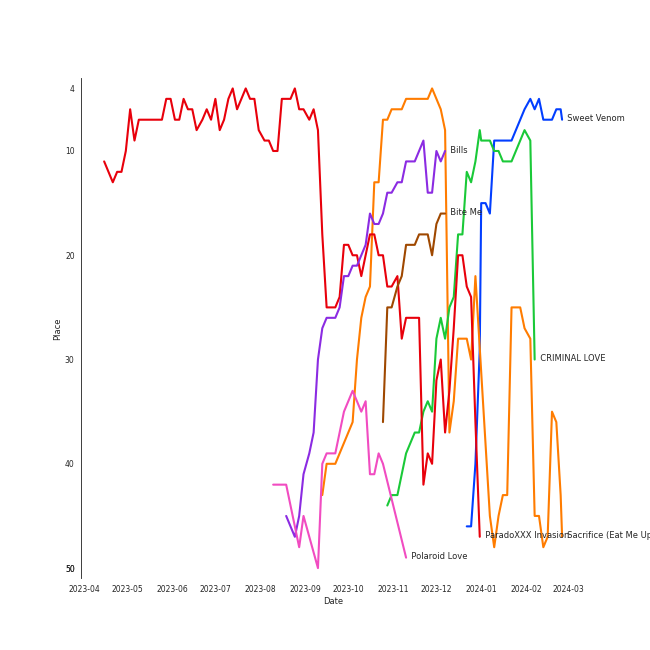 4
10
20
30
40
50
Place
Sweet Venom
Bills
Bite Me
CRIMINAL LOVE
ParadoXXX Invasion
Sacrifice (Eat Me Up
Polaroid Love
2023-04 2023-05 2023-06 2023-07 2023-08 2023-09 2023-10 2023-11 2023-12 2024-01 2024-02 2024-03
Date